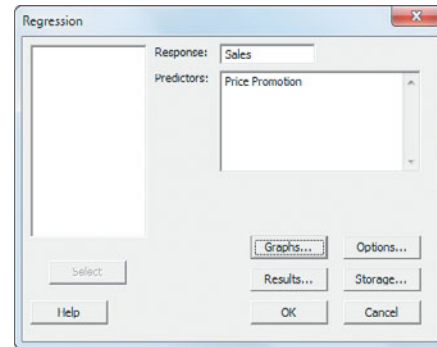 Regression
Response: Sales
Predictors: Price Promotion
Graphs... Options...
Select
Results... Storage...
Help OK Cancel